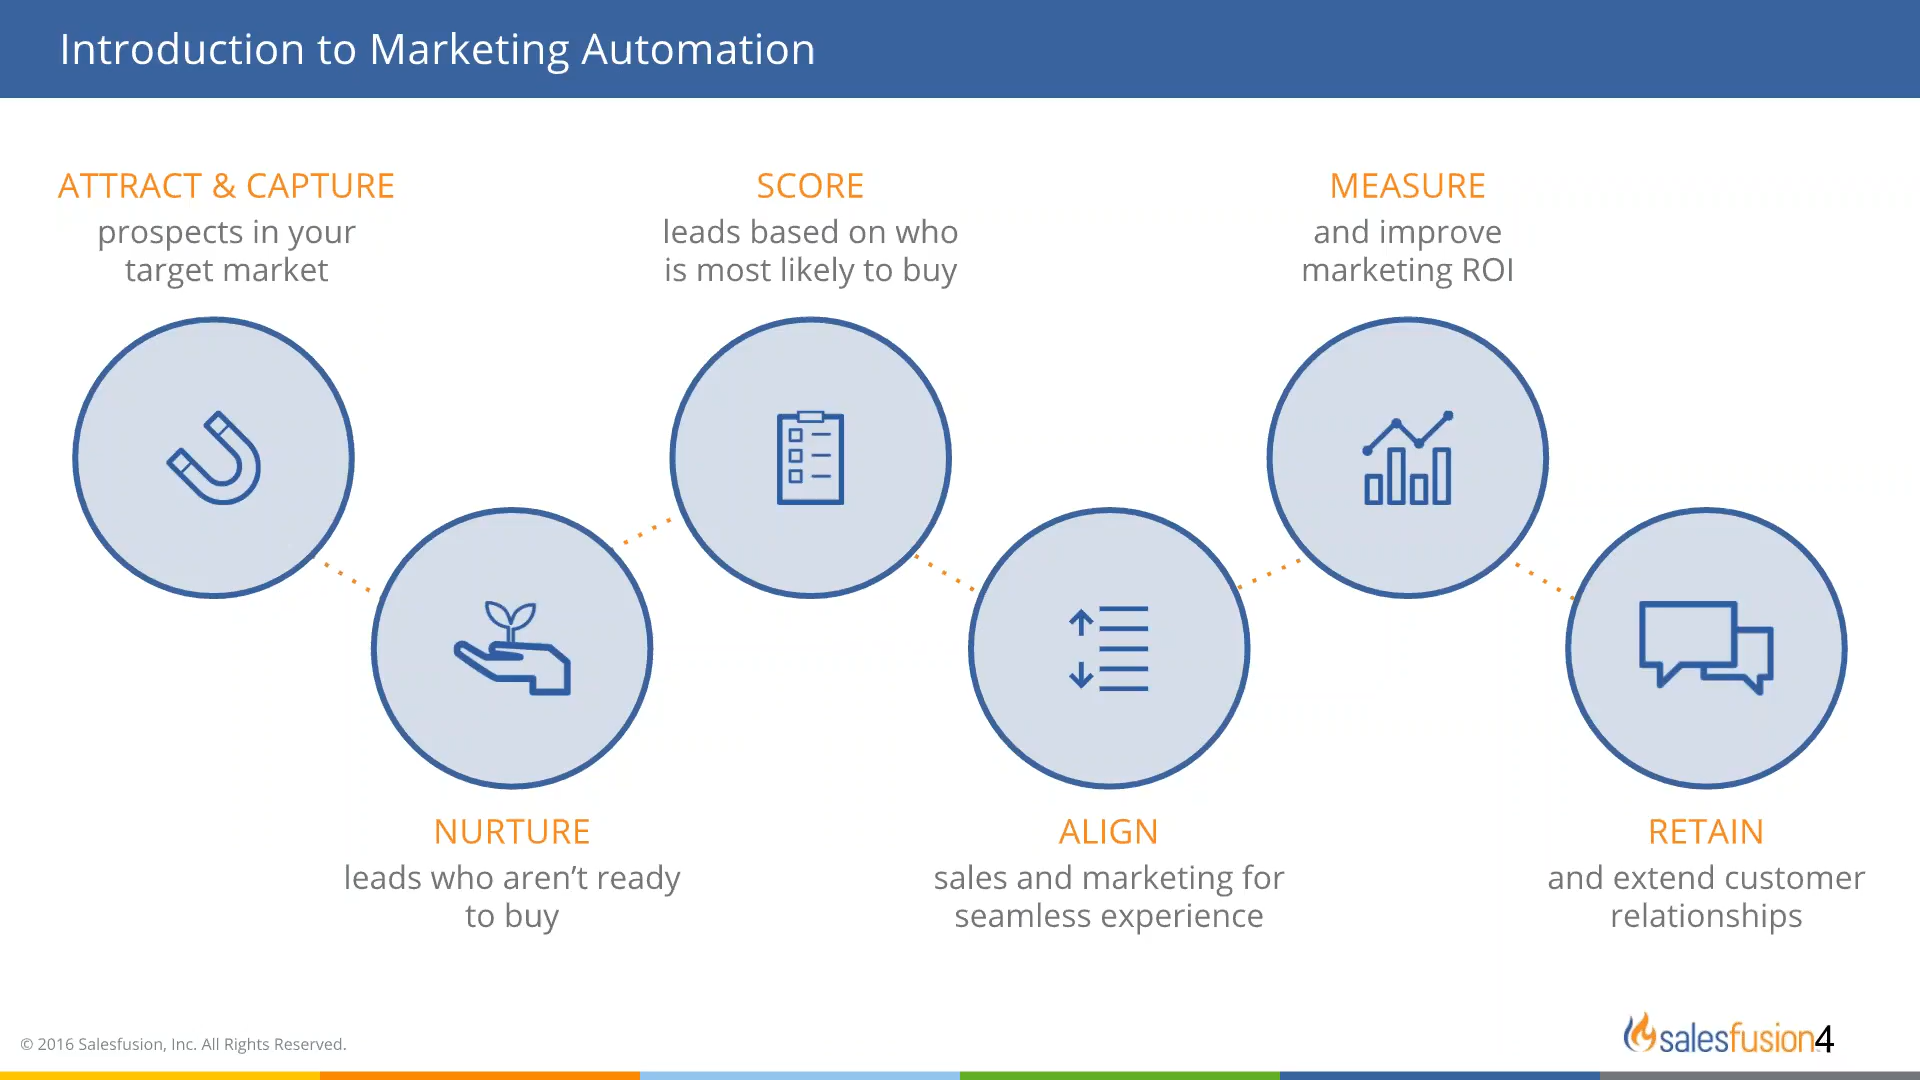 Introduction to Marketing Automation
ATTRACT & CAPTURE
prospects in your
target market
SCORE
leads based on who
is most likely to buy
MEASURE
and improve
marketing ROI
NURTURE
leads who aren’t ready
to buy
ALIGN
sales and marketing for
seamless experience
RETAIN
and extend customer
relationships
© 2016 Salesfusion, Inc. All Rights Reserved.
salesfusion
4